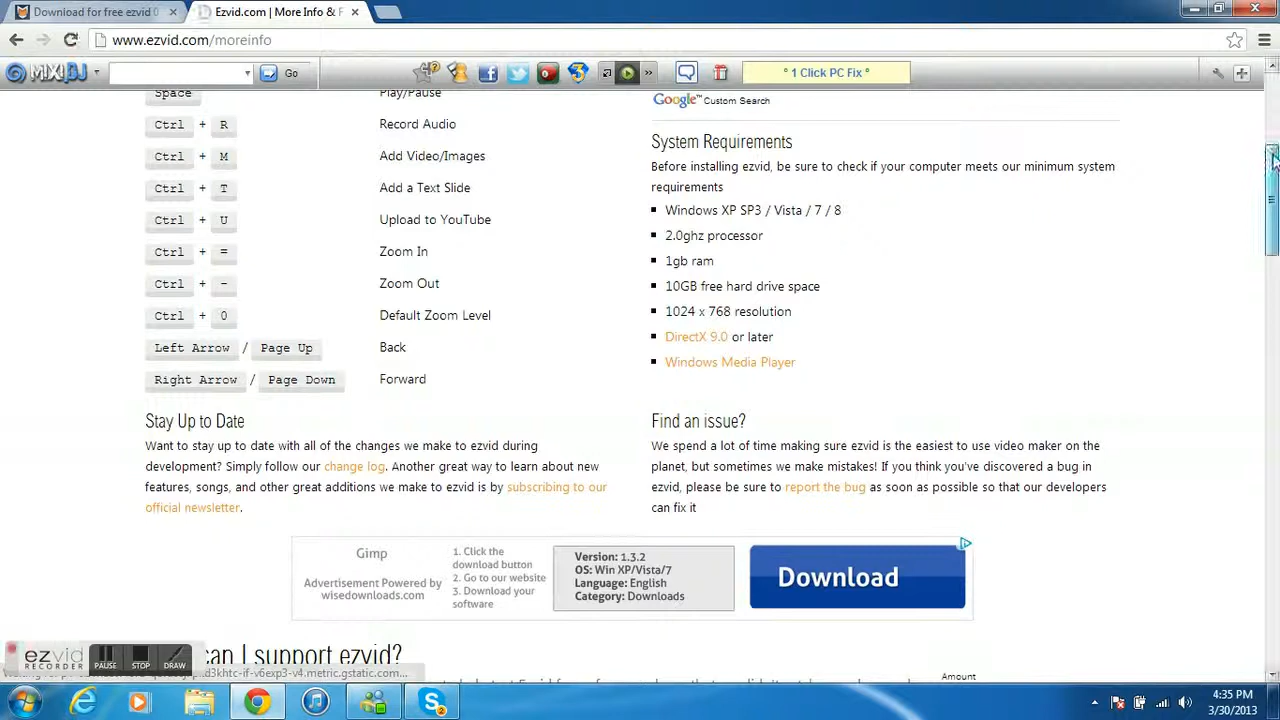 Download for free ezvid 0
Ezvid.com | More Info & F
www.ezvid.com/moreinfo
MIXIDJ
Go
° 1 Click PC Fix °
Space Play/Pause
Ctrl + R Record Audio
Ctrl + M Add Video/Images
Ctrl + T Add a Text Slide
Ctrl + U Upload to YouTube
Ctrl + = Zoom In
Ctrl + - Zoom Out
Ctrl + 0 Default Zoom Level
Left Arrow / Page Up Back
Right Arrow / Page Down Forward
Google™ Custom Search
System Requirements
Before installing ezvid, be sure to check if your computer meets our minimum system
requirements
Windows XP SP3 / Vista / 7 / 8
2.0ghz processor
1gb ram
10GB free hard drive space
1024 x 768 resolution
DirectX 9.0 or later
Windows Media Player
Stay Up to Date
Want to stay up to date with all of the changes we make to ezvid during
development? Simply follow our change log. Another great way to learn about new
features, songs, and other great additions we make to ezvid is by subscribing to our
official newsletter.
Find an issue?
We spend a lot of time making sure ezvid is the easiest to use video maker on the
planet, but sometimes we make mistakes! If you think you've discovered a bug in
ezvid, please be sure to report the bug as soon as possible so that our developers
can fix it
Gimp
Advertisement Powered by
wisedownloads.com
1. Click the
download button
2. Go to our website
3. Download your
software
Version: 1.3.2
OS: Win XP/Vista/7
Language: English
Category: Downloads
Download
can I support ezvid?
Amount
ezvid
RECORDER
PAUSE STOP DRAW
4:35 PM
3/30/2013